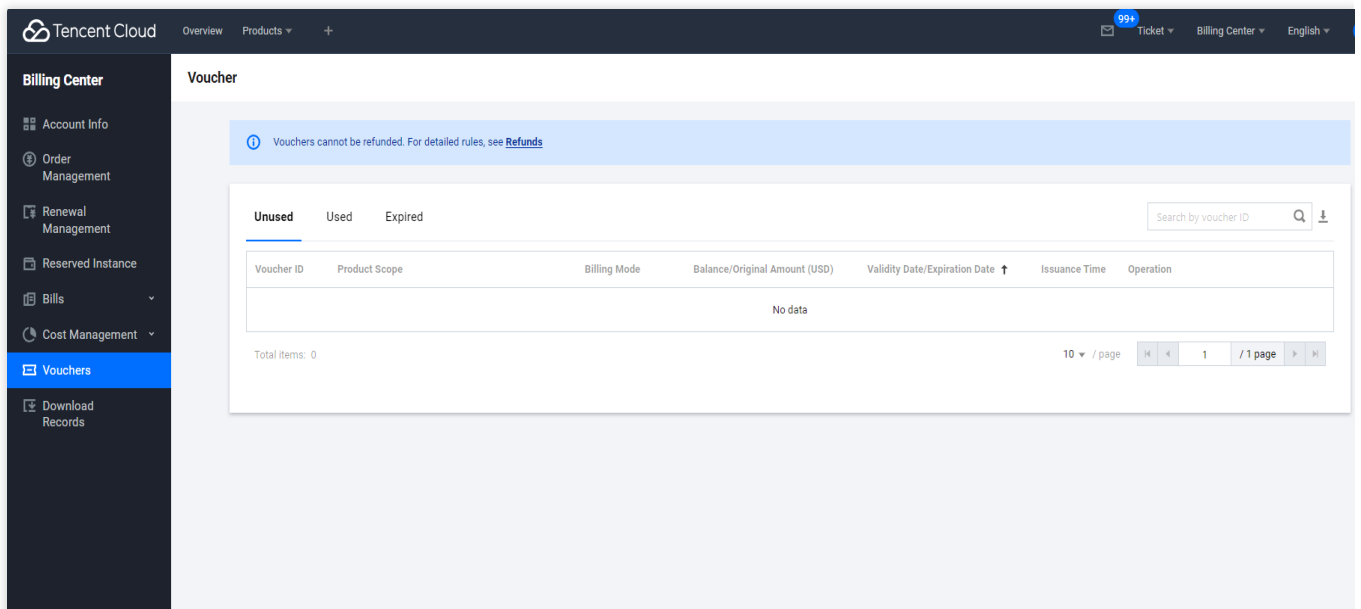 Tencent Cloud Overview Products + 99+ Ticket Billing Center English
Billing Center
Account Info
Order
Management
Renewal
Management
Reserved Instance
Bills
Cost Management
Vouchers
Download
Records
Voucher
Vouchers cannot be refunded. For detailed rules, see Refunds
Unused Used Expired Search by voucher ID
Voucher ID Product Scope Billing Mode Balance/Original Amount (USD) Validity Date/Expiration Date Issuance Time Operation
No data
Total items: 0 10 / page 1 / 1 page